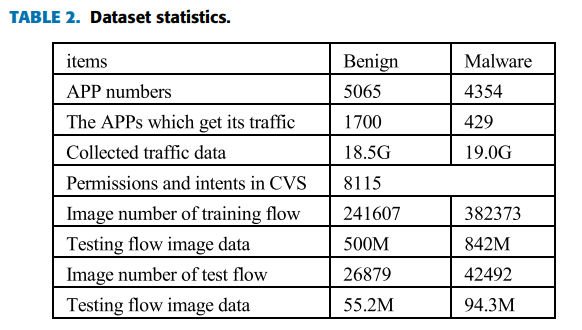 TABLE 2. Dataset statistics.
items Benign Malware
APP numbers 5065 4354
The APPs which get its traffic 1700 429
Collected traffic data 18.5G 19.0G
Permissions and intents in CVS 8115
Image number of training flow 241607 382373
Testing flow image data 500M 842M
Image number of test flow 26879 42492
Testing flow image data 55.2M 94.3M